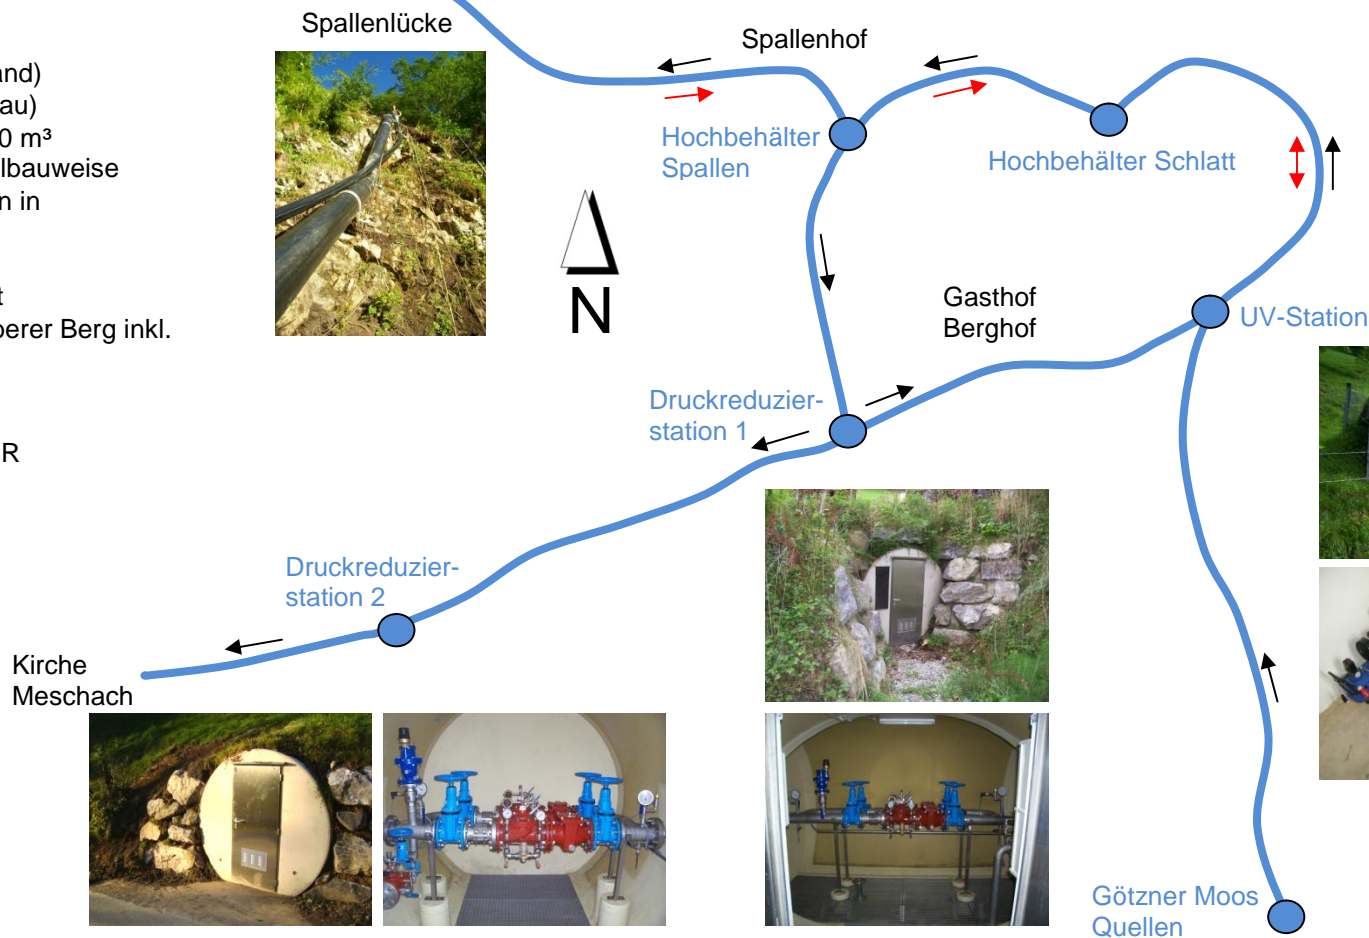 Spallenlücke
Spallenhof
and)
au)
0 m³
lbauweise
n in
t
berer Berg inkl.
R
Hochbehälter
Spallen
Hochbehälter Schlatt
N
Gasthof
Berghof
UV-Station
Druckreduzier-
station 1
Druckreduzier-
station 2
Kirche
Meschach
Götzner Moos
Quellen